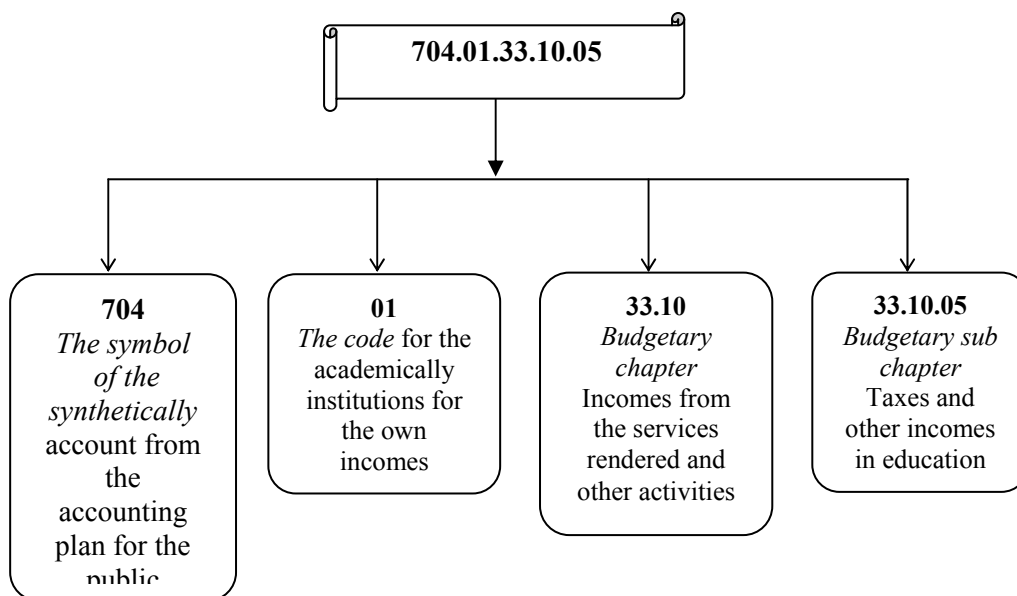 704.01.33.10.05
704
The symbol
of the
synthetically
account from
the
accounting
plan for the
public
01
The code for the
academically
institutions for
the own
incomes
33.10
Budgetary
chapter
Incomes from
the services
rendered and
other activities
33.10.05
Budgetary sub
chapter
Taxes and
other incomes
in education